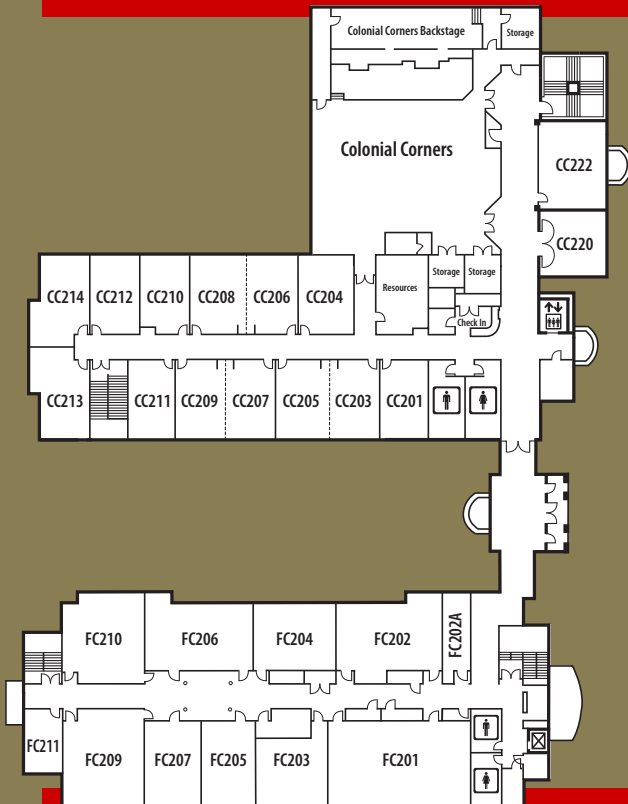 Colonial Corners Backstage
Storage
Colonial Corners
CC222
CC220
CC214
CC212
CC210
CC208
CC206
CC204
Resources
Storage
Storage
Check In
CC213
CC211
CC209
CC207
CC205
CC203
CC201
FC210
FC206
FC204
FC202
FC202A
FC211
FC209
FC207
FC205
FC203
FC201